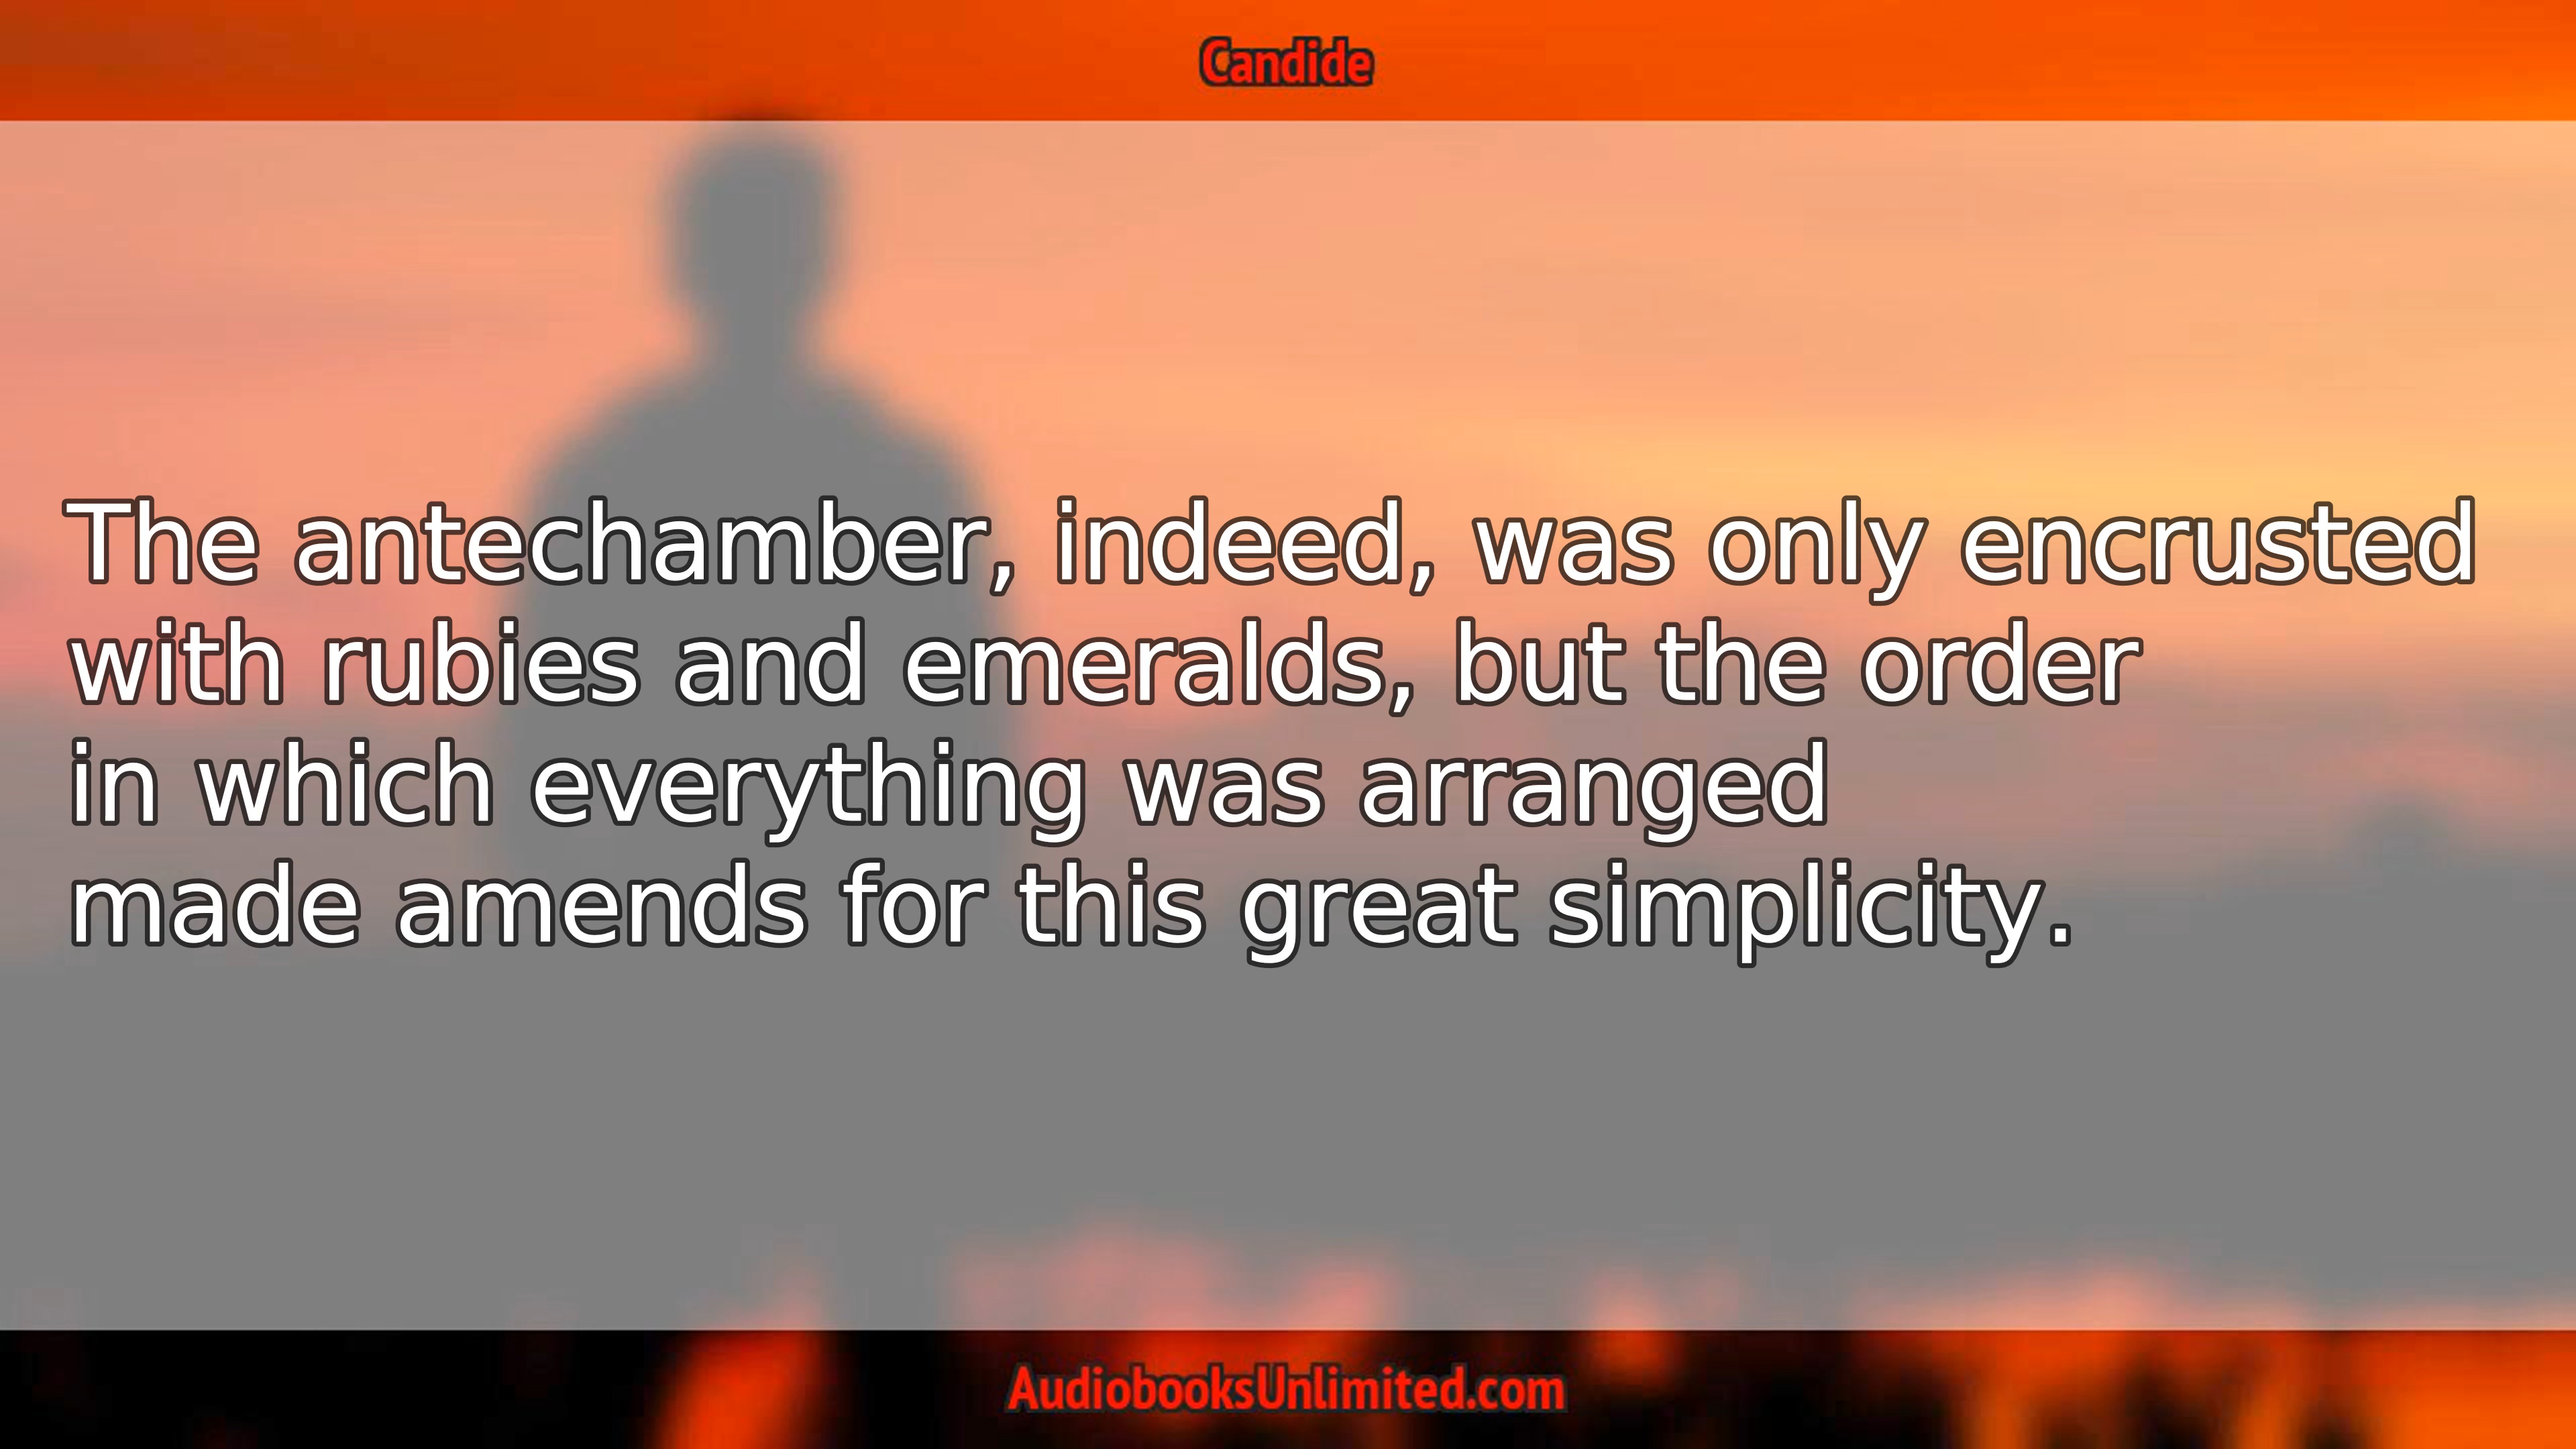 Candide
The antechamber, indeed, was only encrusted
with rubies and emeralds, but the order
in which everything was arranged
made amends for this great simplicity.
AudiobooksUnlimited.com